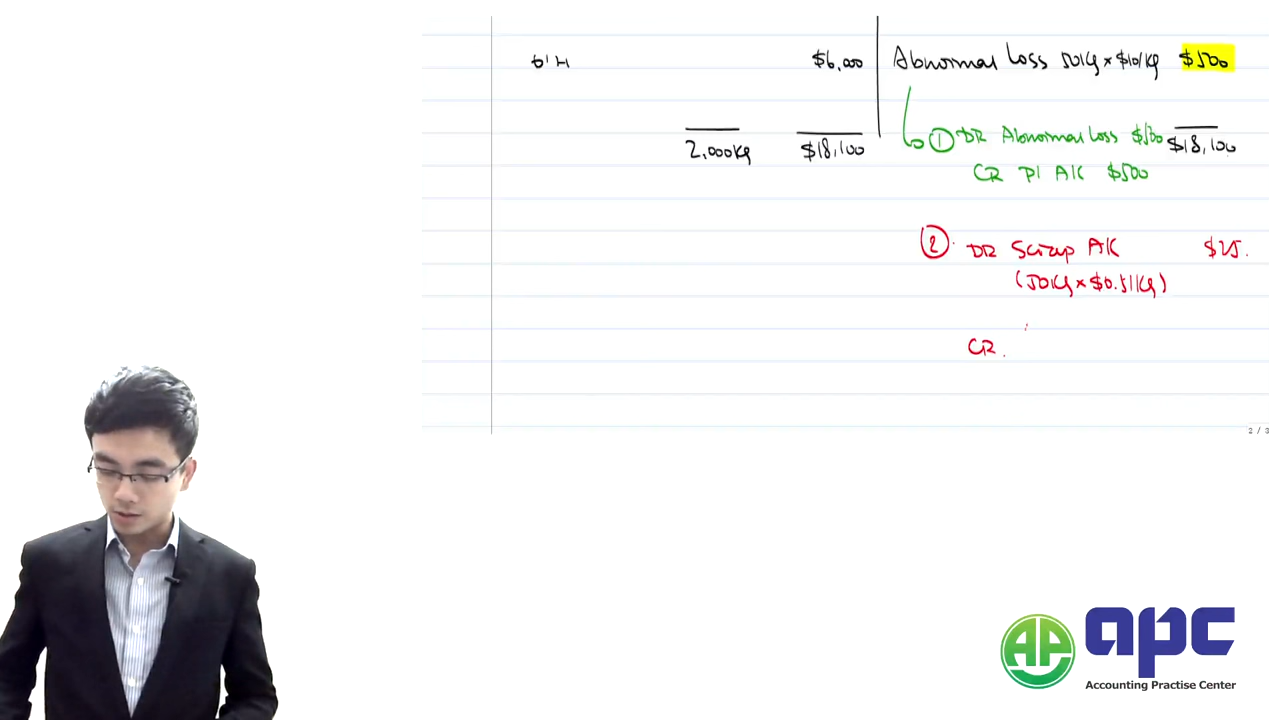 O'H $6,000 Abnormal Loss 50Kg × $10/Kg $500
2,000Kg $18,100 ① DR Abnormal Loss $500 $18,100
CR P/ A/C $500
② DR Scrap A/C $25.
(50Kg × $0.5/Kg)
CR.
2 / 3
AP apc
Accounting Practise Center